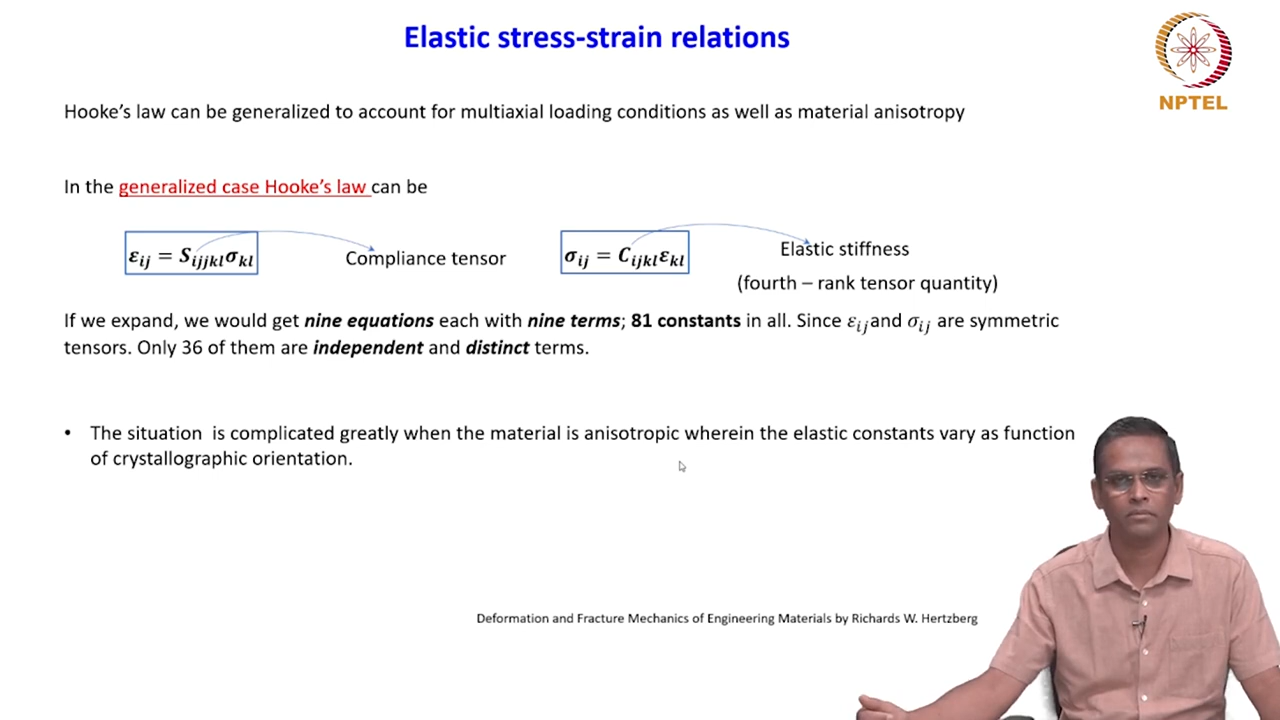 Elastic stress-strain relations
NPTEL
Hooke’s law can be generalized to account for multiaxial loading conditions as well as material anisotropy
In the generalized case Hooke’s law can be
εij = Sijjklσkl
Compliance tensor
σij = Cijklεkl
Elastic stiffness
(fourth – rank tensor quantity)
If we expand, we would get nine equations each with nine terms; 81 constants in all. Since εij and σij are symmetric
tensors. Only 36 of them are independent and distinct terms.
• The situation is complicated greatly when the material is anisotropic wherein the elastic constants vary as function
of crystallographic orientation.
Deformation and Fracture Mechanics of Engineering Materials by Richards W. Hertzberg